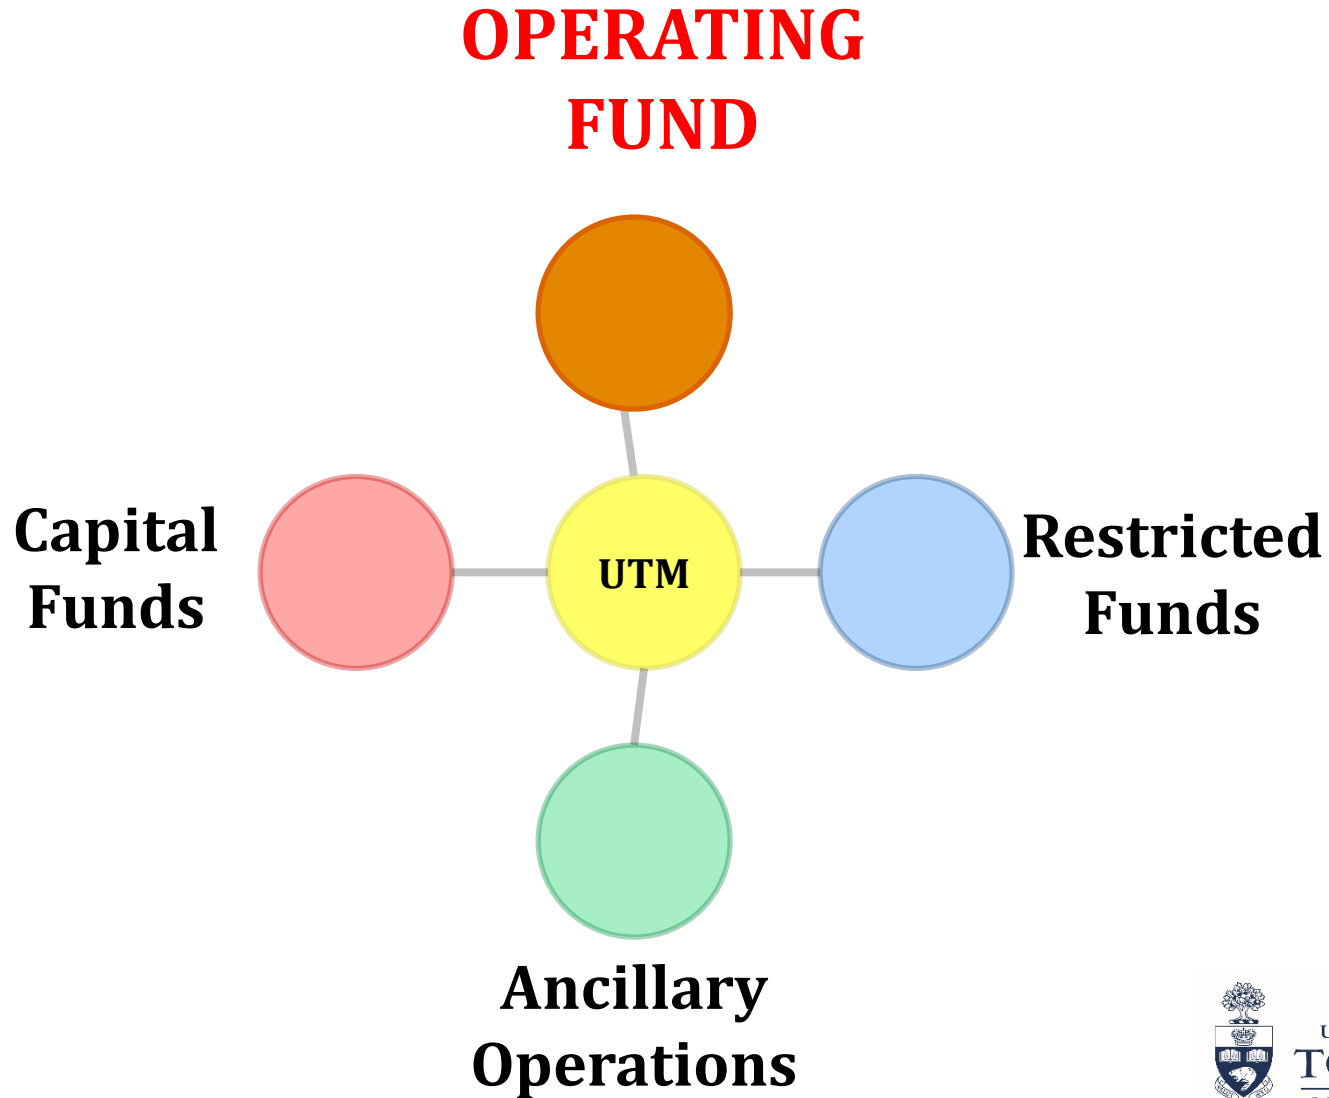 OPERATING
FUND
Capital
Funds
UTM
Restricted
Funds
Ancillary
Operations